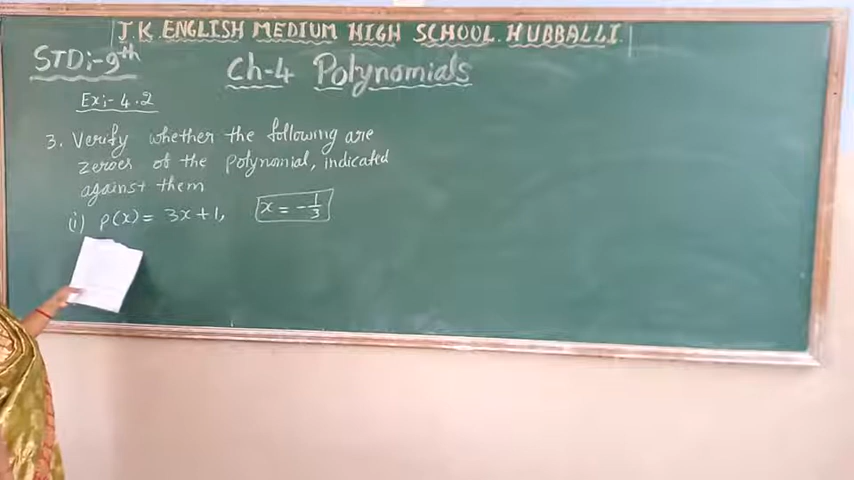 J.K ENGLISH MEDIUM HIGH SCHOOL HUBBALLI
STD:-9th
Ch-4 Polynomials
Ex:- 4.2
3. Verify whether the following are
zeroes of the polynomial, indicated
against them
(i) p(x) = 3x+1, x = -1/3